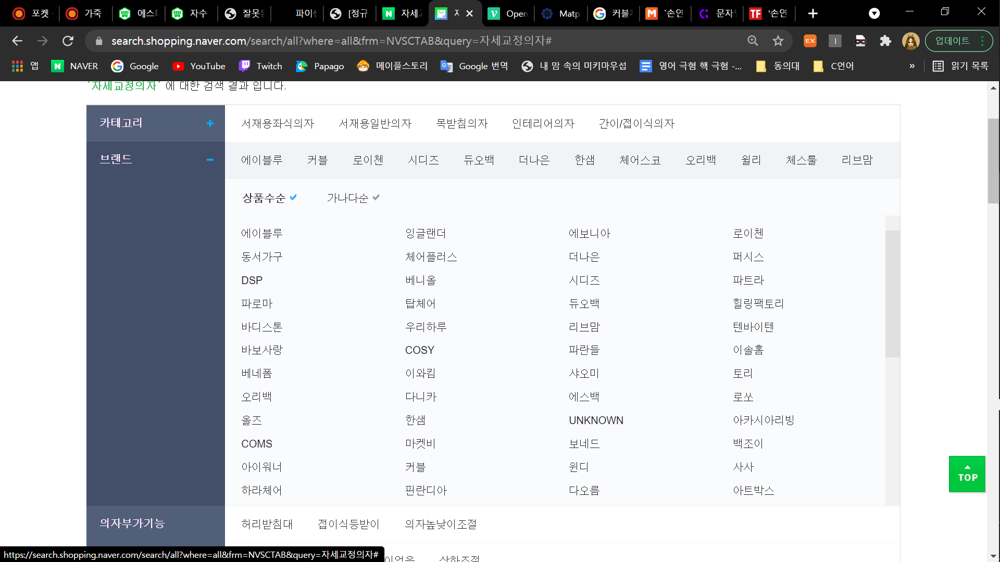 포켓 가죽 에스 자수 잘못 파이 [정규 자세 Open Matp 커블 '손연 문자 '손연
search.shopping.naver.com/search/all?where=all&frm=NVSCTAB&query=자세교정의자# 업데이트
앱 NAVER Google YouTube Twitch Papago 메이플스토리 Google 번역 내 맘 속의 미키마우섭 영어 극혐 핵 극혐 -... 동의대 C언어 » 읽기 목록
'자세교정의자' 에 대한 검색 결과 입니다.
카테고리 + 서재용좌식의자 서재용일반의자 목받침의자 인테리어의자 간이/접이식의자
브랜드 − 에이블루 커블 로이첸 시디즈 듀오백 더나은 한샘 체어스코 오리백 윌리 체스툴 리브맘
상품수순 가나다순
에이블루 잉글랜더 에보니아 로이첸
동서가구 체어플러스 더나은 퍼시스
DSP 베니올 시디즈 파트라
파로마 탑체어 듀오백 힐링팩토리
바디스톤 우리하루 리브맘 텐바이텐
바보사랑 COSY 파란들 이솔홈
베네폼 이와킴 샤오미 토리
오리백 다니카 에스백 로쏘
올즈 한샘 UNKNOWN 아카시아리빙
COMS 마켓비 보네드 백조이
아이워너 커블 윈디 사사
하라체어 핀란디아 다오름 아트박스
TOP
의자부가기능 허리받침대 접이식등받이 의자높낮이조절
https://search.shopping.naver.com/search/all?where=all&frm=NVSCTAB&query=자세교정의자# 상하조절